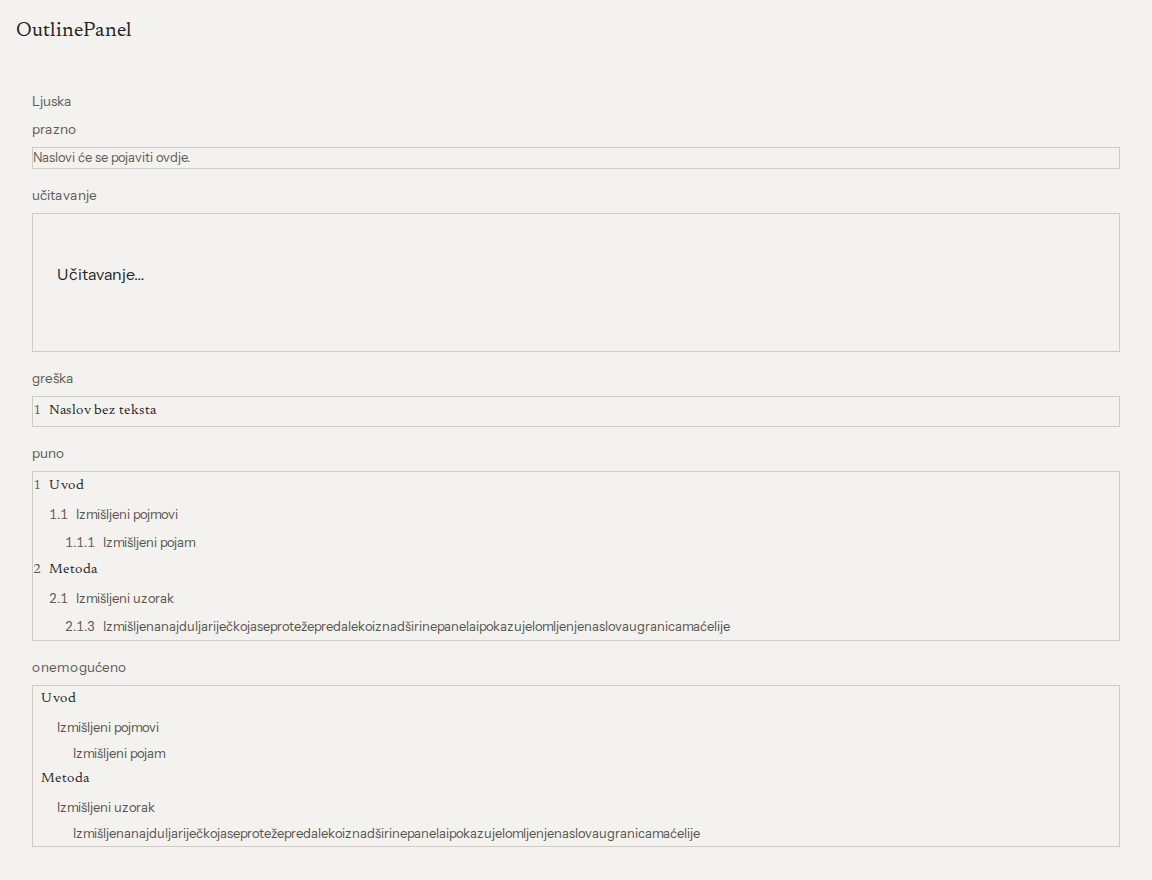 OutlinePanel
Ljuska
prazno
Naslovi će se pojaviti ovdje.
učitavanje
Učitavanje...
greška
1 Naslov bez teksta
puno
1 Uvod
1.1 Izmišljeni pojmovi
1.1.1 Izmišljeni pojam
2 Metoda
2.1 Izmišljeni uzorak
2.1.3 Izmišljenanajduljariječkojaseprotežepredalekoiznadširinepanelaipokazujelomljenjenaslovaugranicamaćelije
onemogućeno
Uvod
Izmišljeni pojmovi
Izmišljeni pojam
Metoda
Izmišljeni uzorak
Izmišljenanajduljariječkojaseprotežepredalekoiznadširinepanelaipokazujelomljenjenaslovaugranicamaćelije